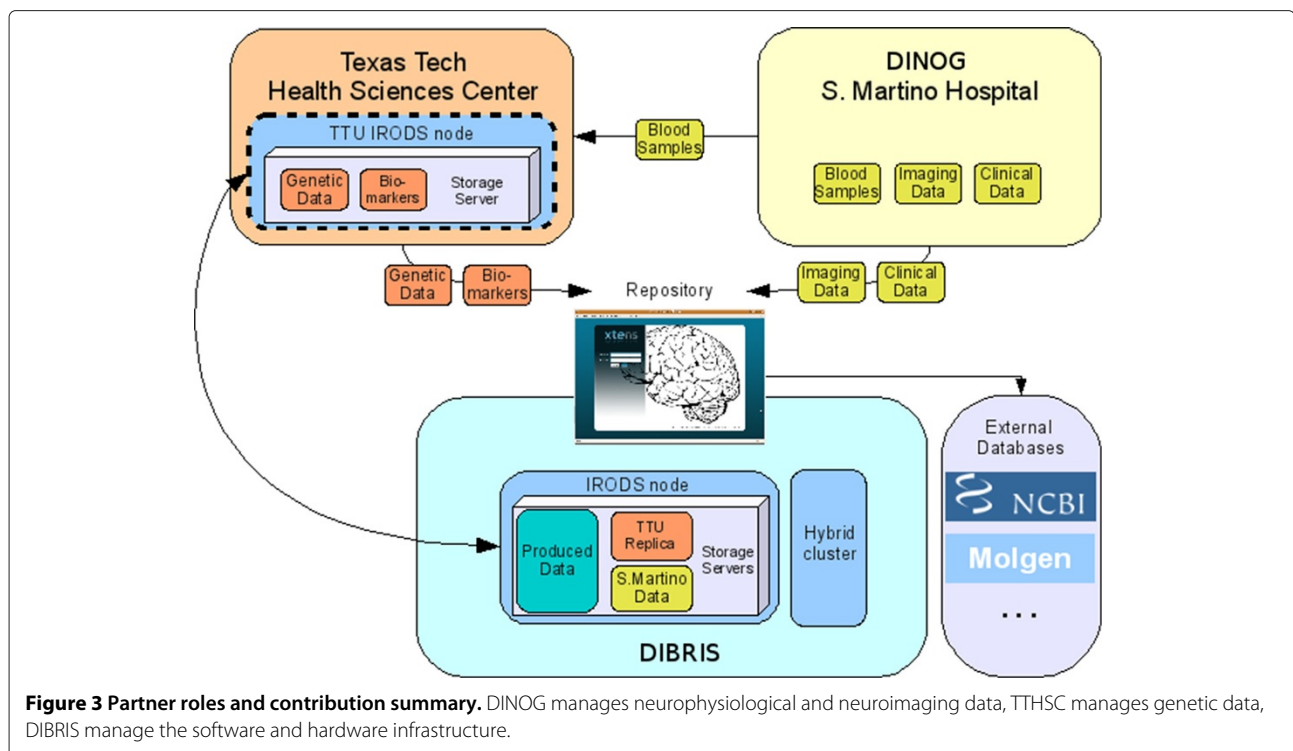 Texas Tech
Health Sciences Center
TTU IRODS node
Genetic
Data
Bio-
markers
Storage
Server
Blood
Samples
DINOG
S. Martino Hospital
Blood
Samples
Imaging
Data
Clinical
Data
Genetic
Data
Bio-
markers
Repository
Imaging
Data
Clinical
Data
xtens
IRODS node
Produced
Data
TTU
Replica
S.Martino
Data
Storage
Servers
Hybrid
cluster
DIBRIS
External
Databases
NCBI
Molgen
...
Figure 3 Partner roles and contribution summary. DINOG manages neurophysiological and neuroimaging data, TTHSC manages genetic data,
DIBRIS manage the software and hardware infrastructure.